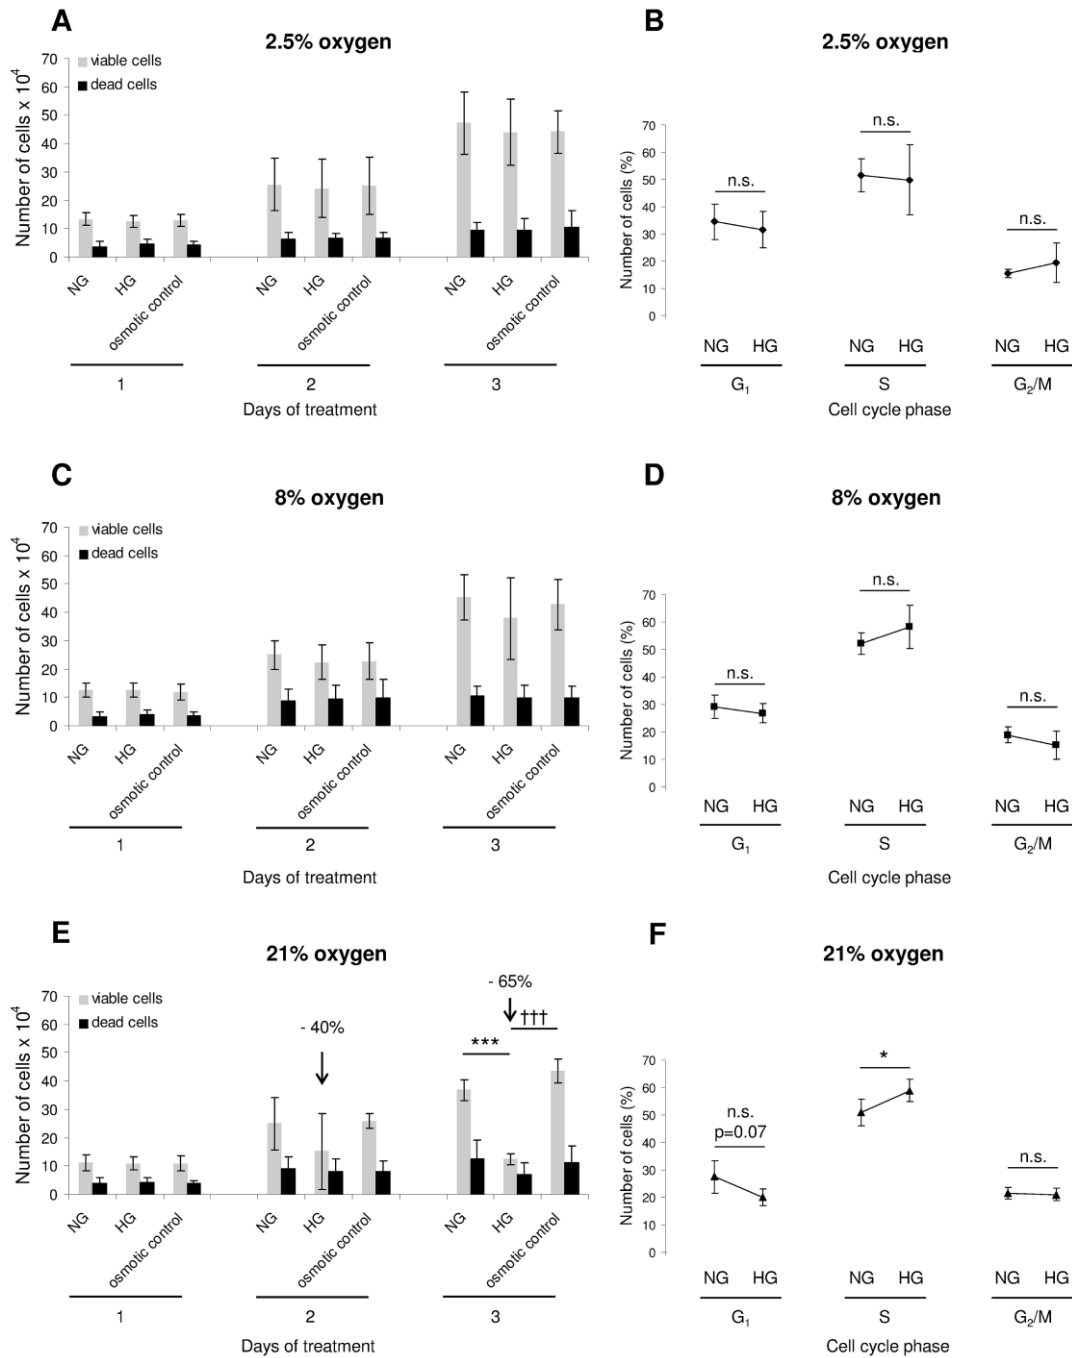 A
2.5% oxygen
Number of cells x 10⁴
70
60
50
40
30
20
10
0
viable cells
dead cells
NG
HG
osmotic control
NG
HG
osmotic control
NG
HG
osmotic control
1
2
3
Days of treatment
B
2.5% oxygen
Number of cells (%)
70
60
50
40
30
20
10
0
n.s.
n.s.
n.s.
NG HG
NG HG
NG HG
G₁
S
G₂/M
Cell cycle phase
C
8% oxygen
Number of cells x 10⁴
70
60
50
40
30
20
10
0
viable cells
dead cells
NG
HG
osmotic control
NG
HG
osmotic control
NG
HG
osmotic control
1
2
3
Days of treatment
D
8% oxygen
Number of cells (%)
70
60
50
40
30
20
10
0
n.s.
n.s.
n.s.
NG HG
NG HG
NG HG
G₁
S
G₂/M
Cell cycle phase
E
21% oxygen
Number of cells x 10⁴
70
60
50
40
30
20
10
0
viable cells
dead cells
- 40%
- 65%
***
†††
NG
HG
osmotic control
NG
HG
osmotic control
NG
HG
osmotic control
1
2
3
Days of treatment
F
21% oxygen
Number of cells (%)
70
60
50
40
30
20
10
0
n.s.
p=0.07
*
n.s.
NG HG
NG HG
NG HG
G₁
S
G₂/M
Cell cycle phase